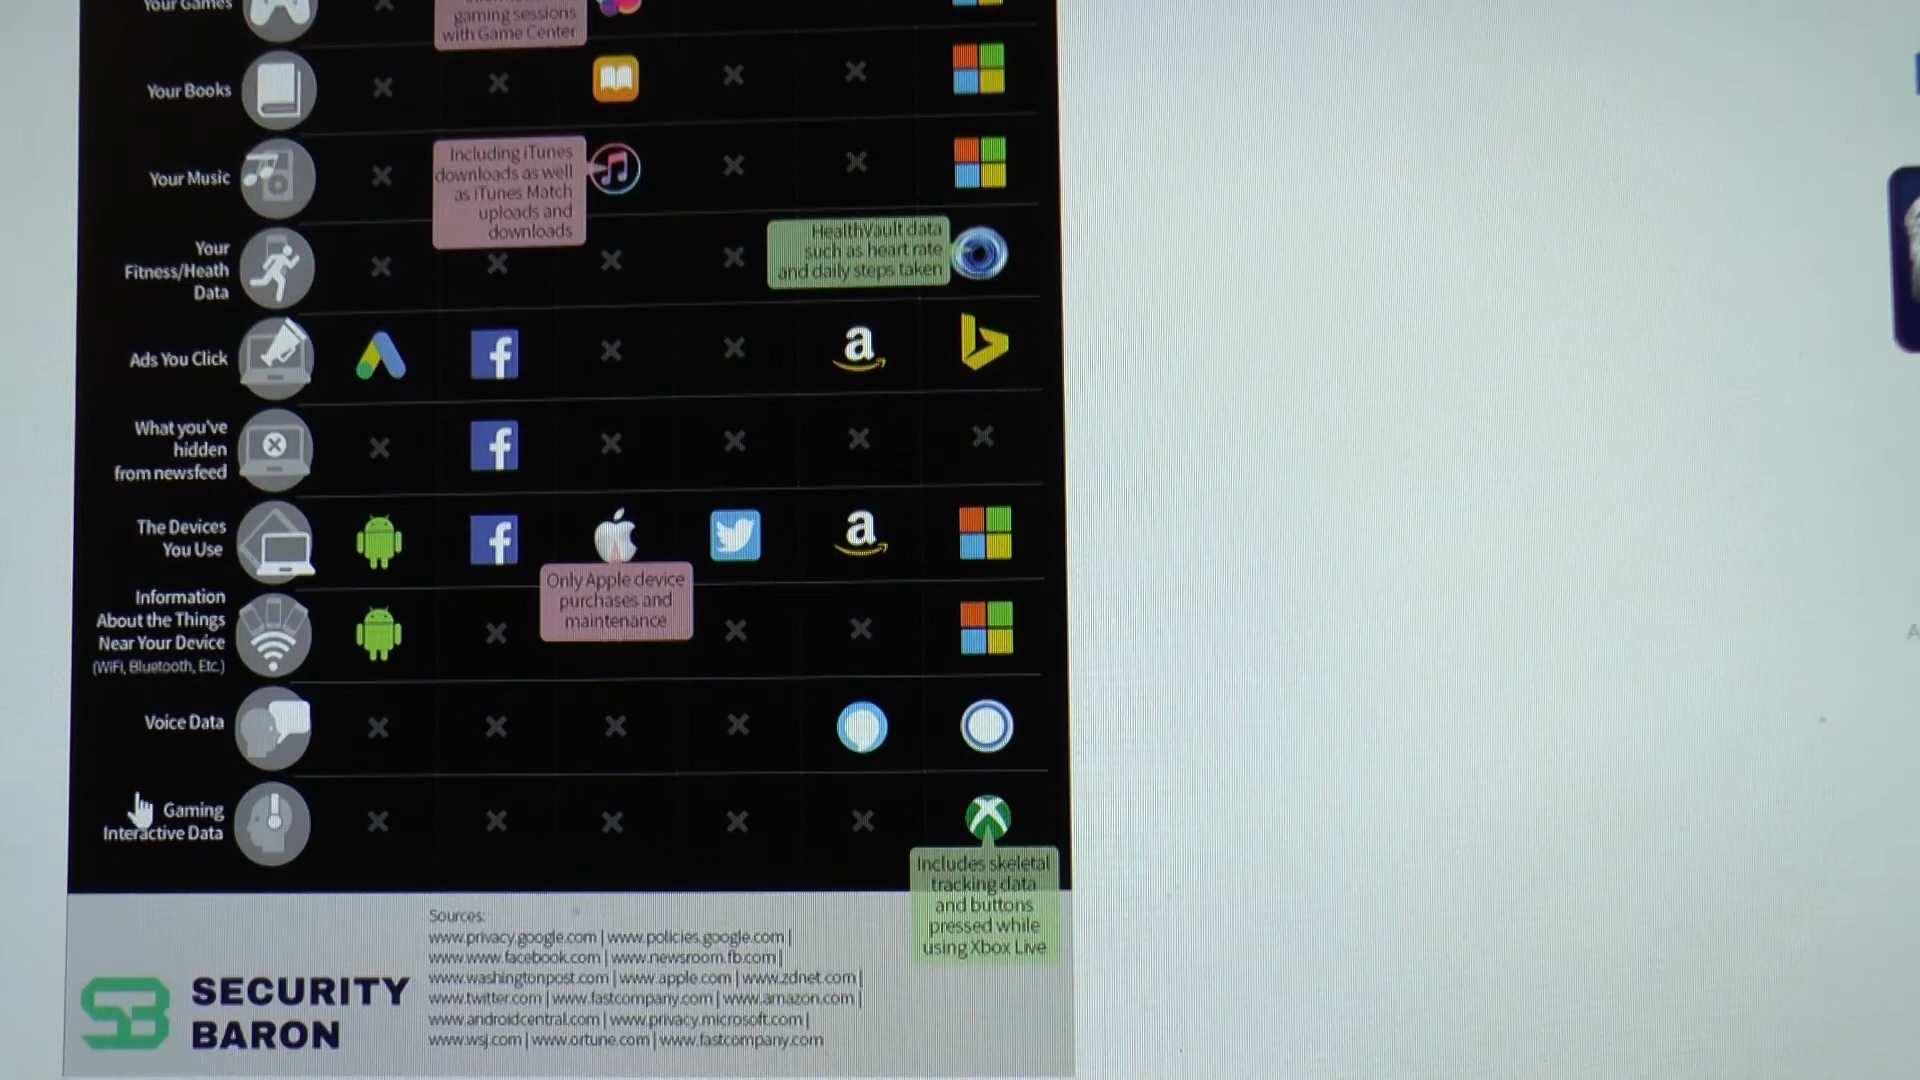 Your Games
gaming sessions
with Game Center
Your Books
Your Music
Including iTunes
downloads as well
as iTunes Match
uploads and
downloads
Your
Fitness/Heath
Data
HealthVault data
such as heart rate
and daily steps taken
Ads You Click
a
What you've
hidden
from newsfeed
The Devices
You Use
a
Only Apple device
purchases and
maintenance
Information
About the Things
Near Your Device
(WiFi, Bluetooth, Etc.)
Voice Data
Gaming
Interactive Data
Includes skeletal
tracking data
and buttons
pressed while
using Xbox Live
Sources:
www.privacy.google.com | www.policies.google.com |
www.www.facebook.com | www.newsroom.fb.com |
www.washingtonpost.com | www.apple.com | www.zdnet.com |
www.twitter.com | www.fastcompany.com | www.amazon.com |
www.androidcentral.com | www.privacy.microsoft.com |
www.wsj.com | www.ortune.com | www.fastcompany.com
SB
SECURITY
BARON